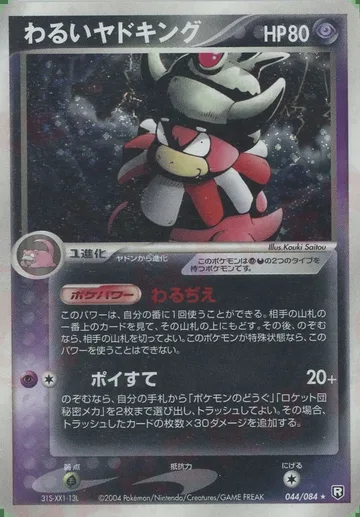 わるいヤドキング HP80
Illus. Kouki Saitou
1進化 ヤドンから進化
このポケモンは の2つのタイプを
持つポケモンです。
ポケパワー わるぢえ
このパワーは、自分の番に1回使うことができる。相手の山札の
一番上のカードを見て、その山札の上にもどす。その後、のぞむな
ら、相手の山札を切ってよい。このポケモンが特殊状態なら、この
パワーを使うことはできない。
ポイすて 20+
のぞむなら、自分の手札から「ポケモンのどうぐ」「ロケット団
秘密メカ」を2枚まで選び出し、トラッシュしてよい。その場合、
トラッシュしたカードの枚数×30ダメージを追加する。
弱点 抵抗力 にげる
31S-XX1-13L ©2004 Pokémon/Nintendo/Creatures/GAME FREAK 044/084 ★ R